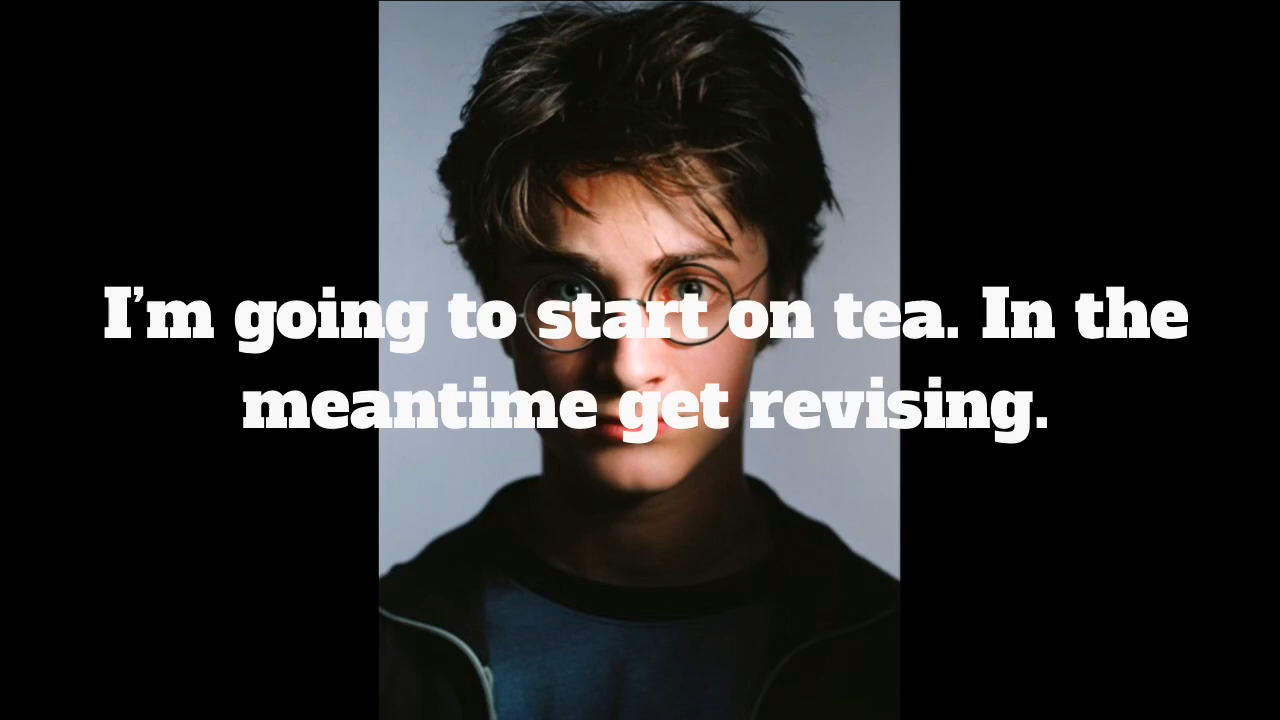 I'm going to start on tea. In the
meantime get revising.